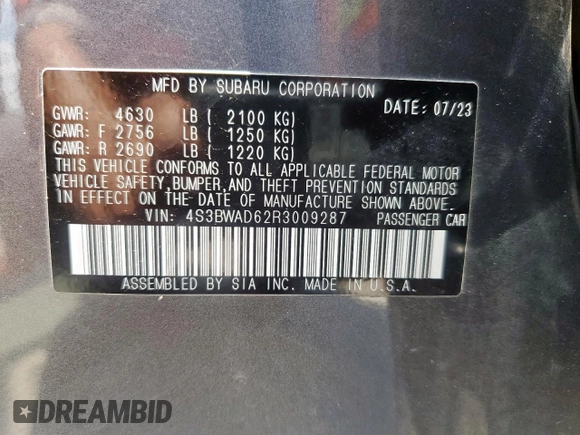 MFD BY SUBARU CORPORATION
DATE: 07/23
GVWR: 4630 LB ( 2100 KG)
GAWR: F 2756 LB ( 1250 KG)
GAWR: R 2690 LB ( 1220 KG)
THIS VEHICLE CONFORMS TO ALL APPLICABLE FEDERAL MOTOR
VEHICLE SAFETY, BUMPER, AND THEFT PREVENTION STANDARDS
IN EFFECT ON THE DATE OF MANUFACTURE SHOWN ABOVE.
VIN: 4S3BWAD62R3009287 PASSENGER CAR
ASSEMBLED BY SIA INC. MADE IN U.S.A.
DREAMBID